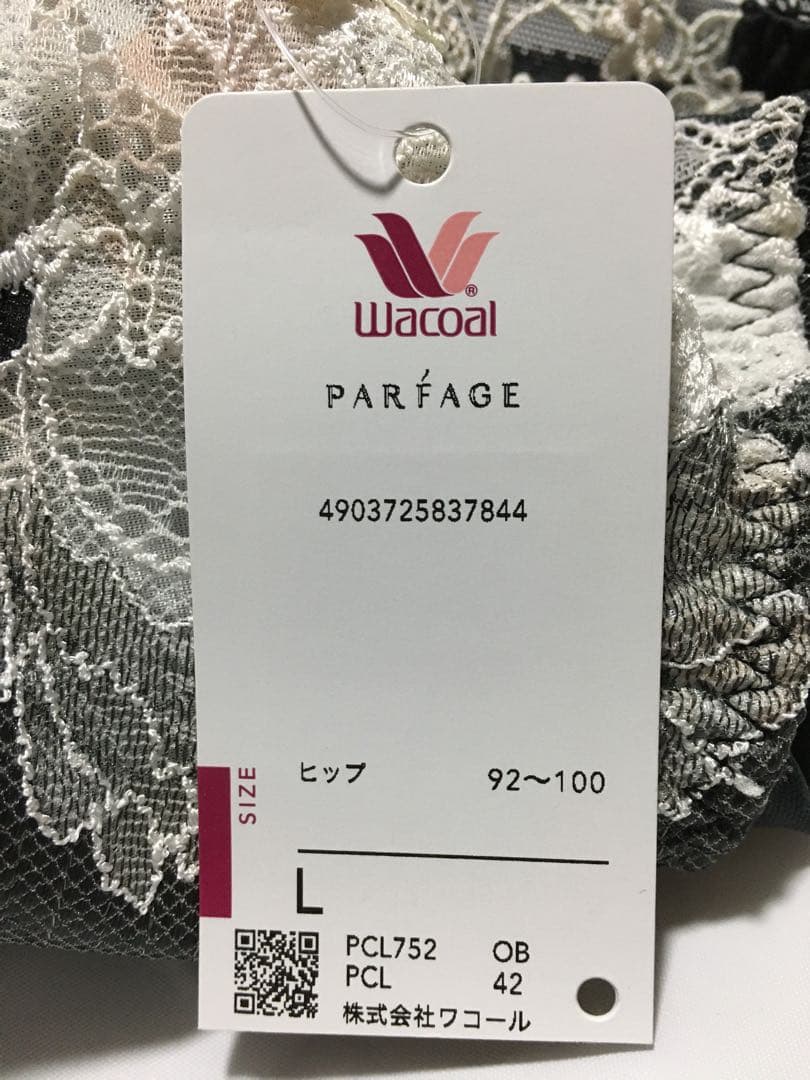 Wacoal®
PARFAGE
4903725837844
SIZE
ヒップ 92～100
L
PCL752 OB
PCL 42
株式会社ワコール